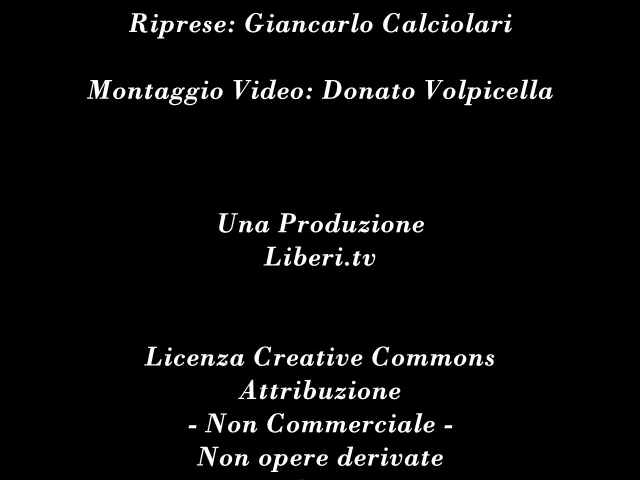 Riprese: Giancarlo Calciolari
Montaggio Video: Donato Volpicella
Una Produzione
Liberi.tv
Licenza Creative Commons
Attribuzione
- Non Commerciale -
Non opere derivate